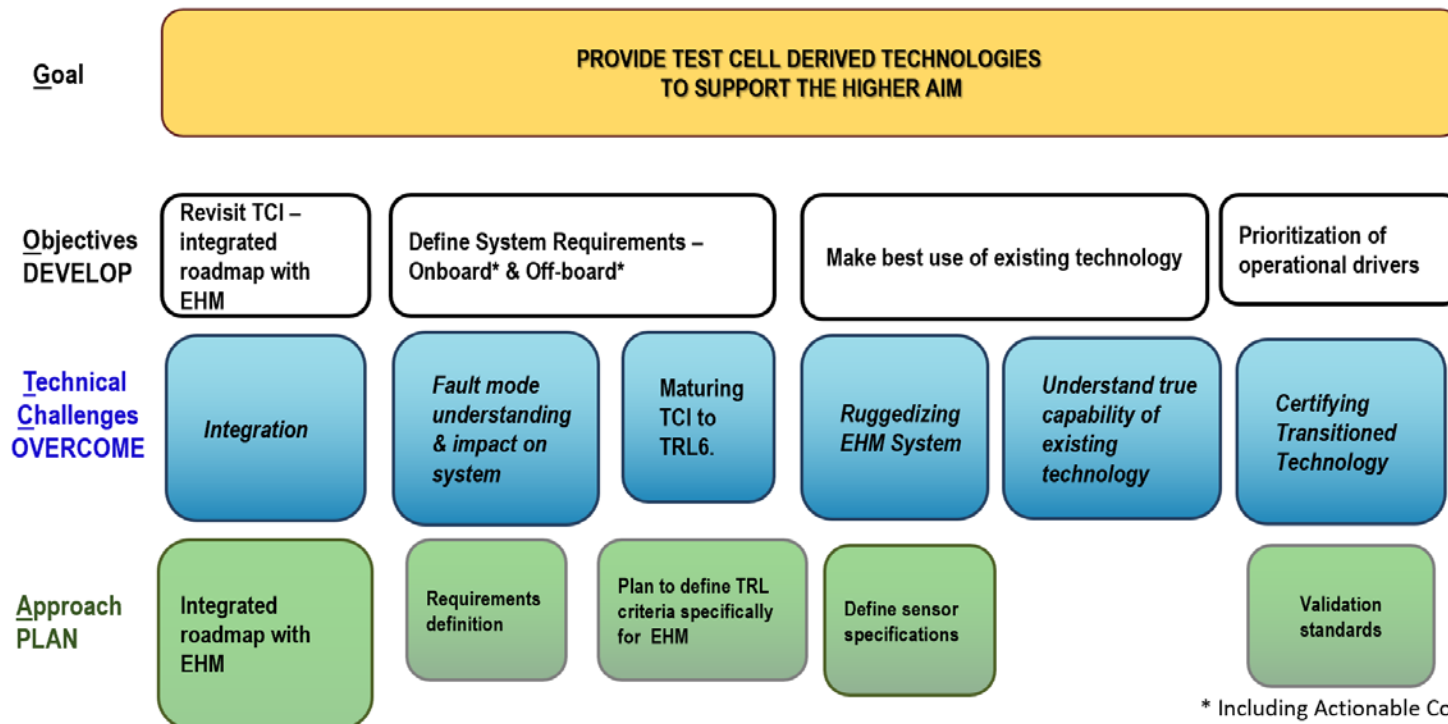 Goal
PROVIDE TEST CELL DERIVED TECHNOLOGIES
TO SUPPORT THE HIGHER AIM
Objectives
DEVELOP
Revisit TCI –
integrated
roadmap with
EHM
Define System Requirements –
Onboard* & Off-board*
Make best use of existing technology
Prioritization of
operational drivers
Technical
Challenges
OVERCOME
Integration
Fault mode
understanding
& impact on
system
Maturing
TCI to
TRL6.
Ruggedizing
EHM System
Understand true
capability of
existing
technology
Certifying
Transitioned
Technology
Approach
PLAN
Integrated
roadmap with
EHM
Requirements
definition
Plan to define TRL
criteria specifically
for EHM
Define sensor
specifications
Validation
standards
* Including Actionable